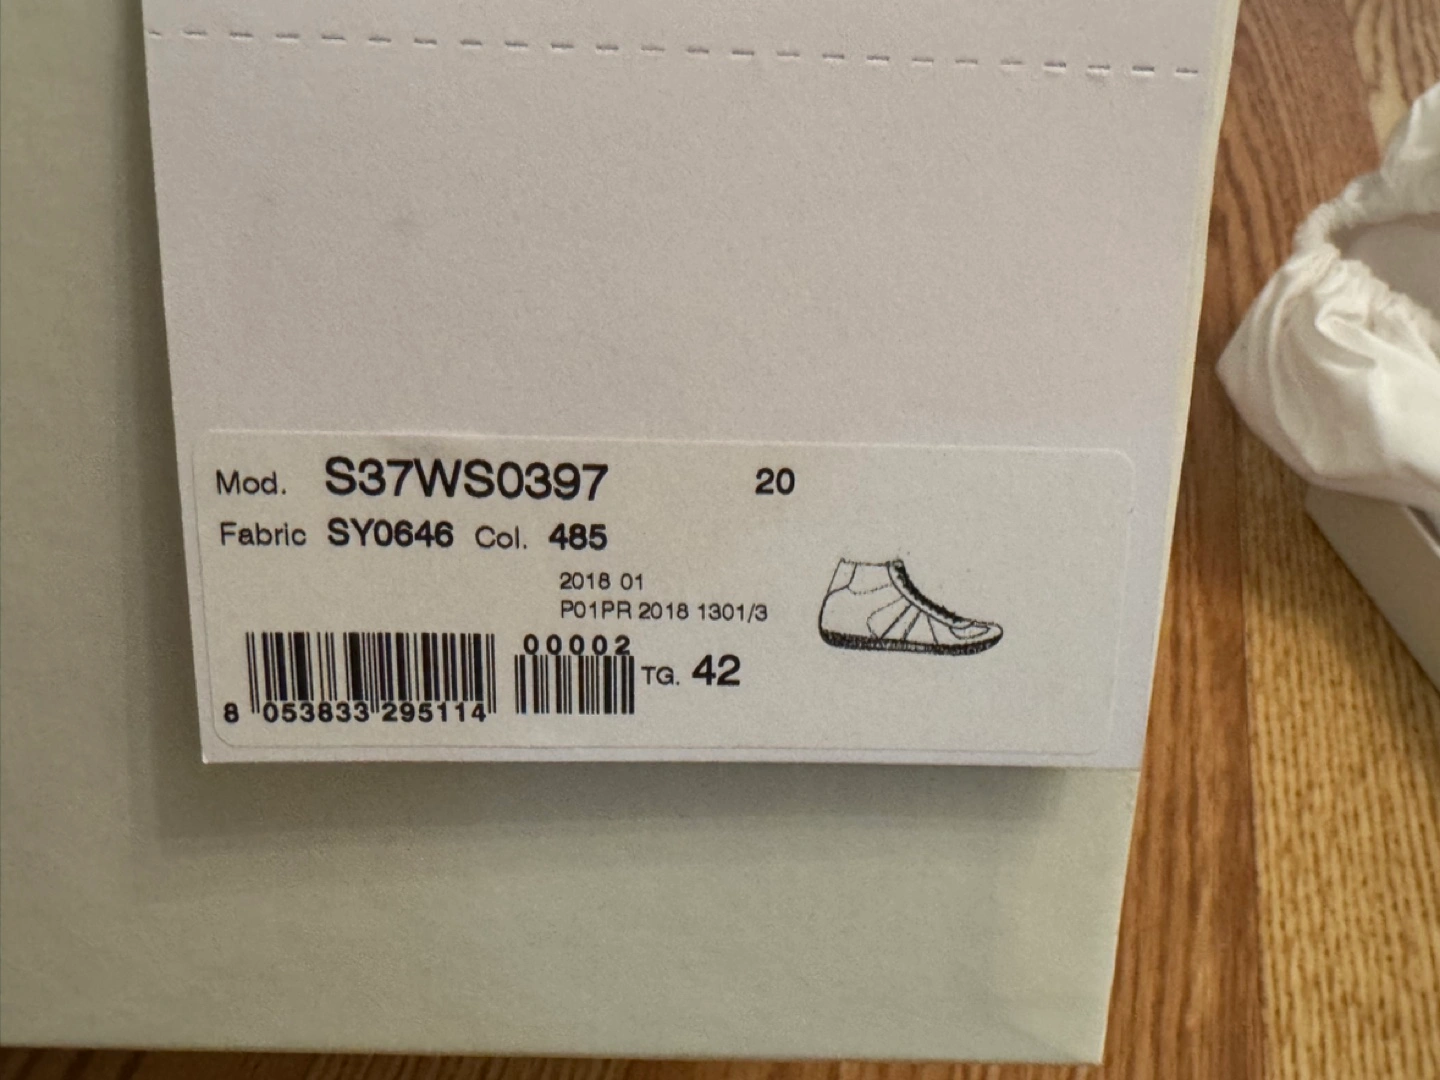 Mod. S37WS0397 20
Fabric SY0646 Col. 485
2018 01
P01PR 2018 1301/3
00002
TG. 42
8 053833 295114